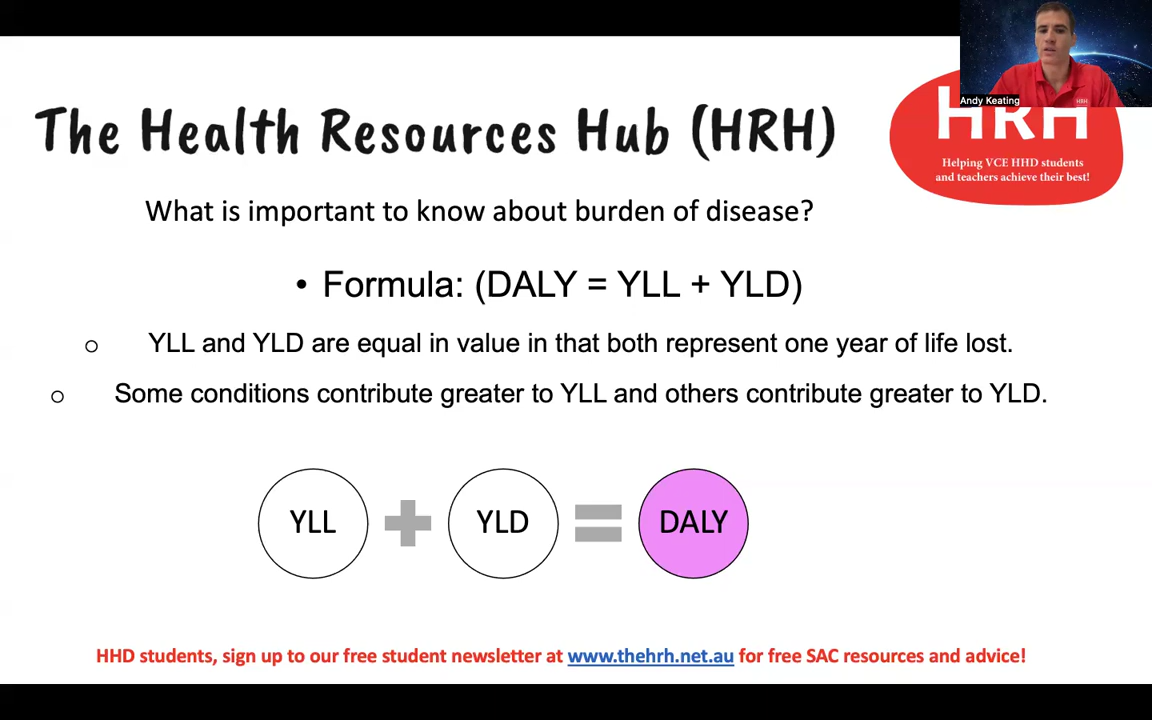 The Health Resources Hub (HRH)
Andy Keating
HRH
HRH
Helping VCE HHD students
and teachers achieve their best!
What is important to know about burden of disease?
• Formula: (DALY = YLL + YLD)
o YLL and YLD are equal in value in that both represent one year of life lost.
o Some conditions contribute greater to YLL and others contribute greater to YLD.
YLL + YLD = DALY
HHD students, sign up to our free student newsletter at www.thehrh.net.au for free SAC resources and advice!